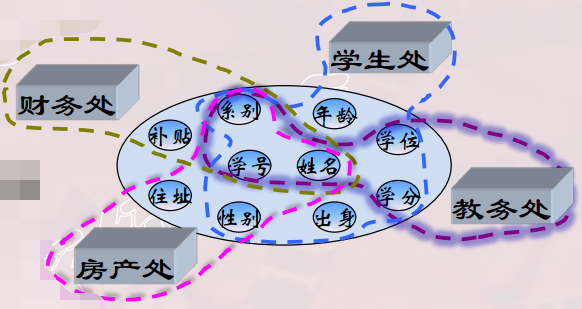 学生处
财务处
系别
年龄
补贴
学位
学号
姓名
住址
学分
教务处
性别
出身
房产处